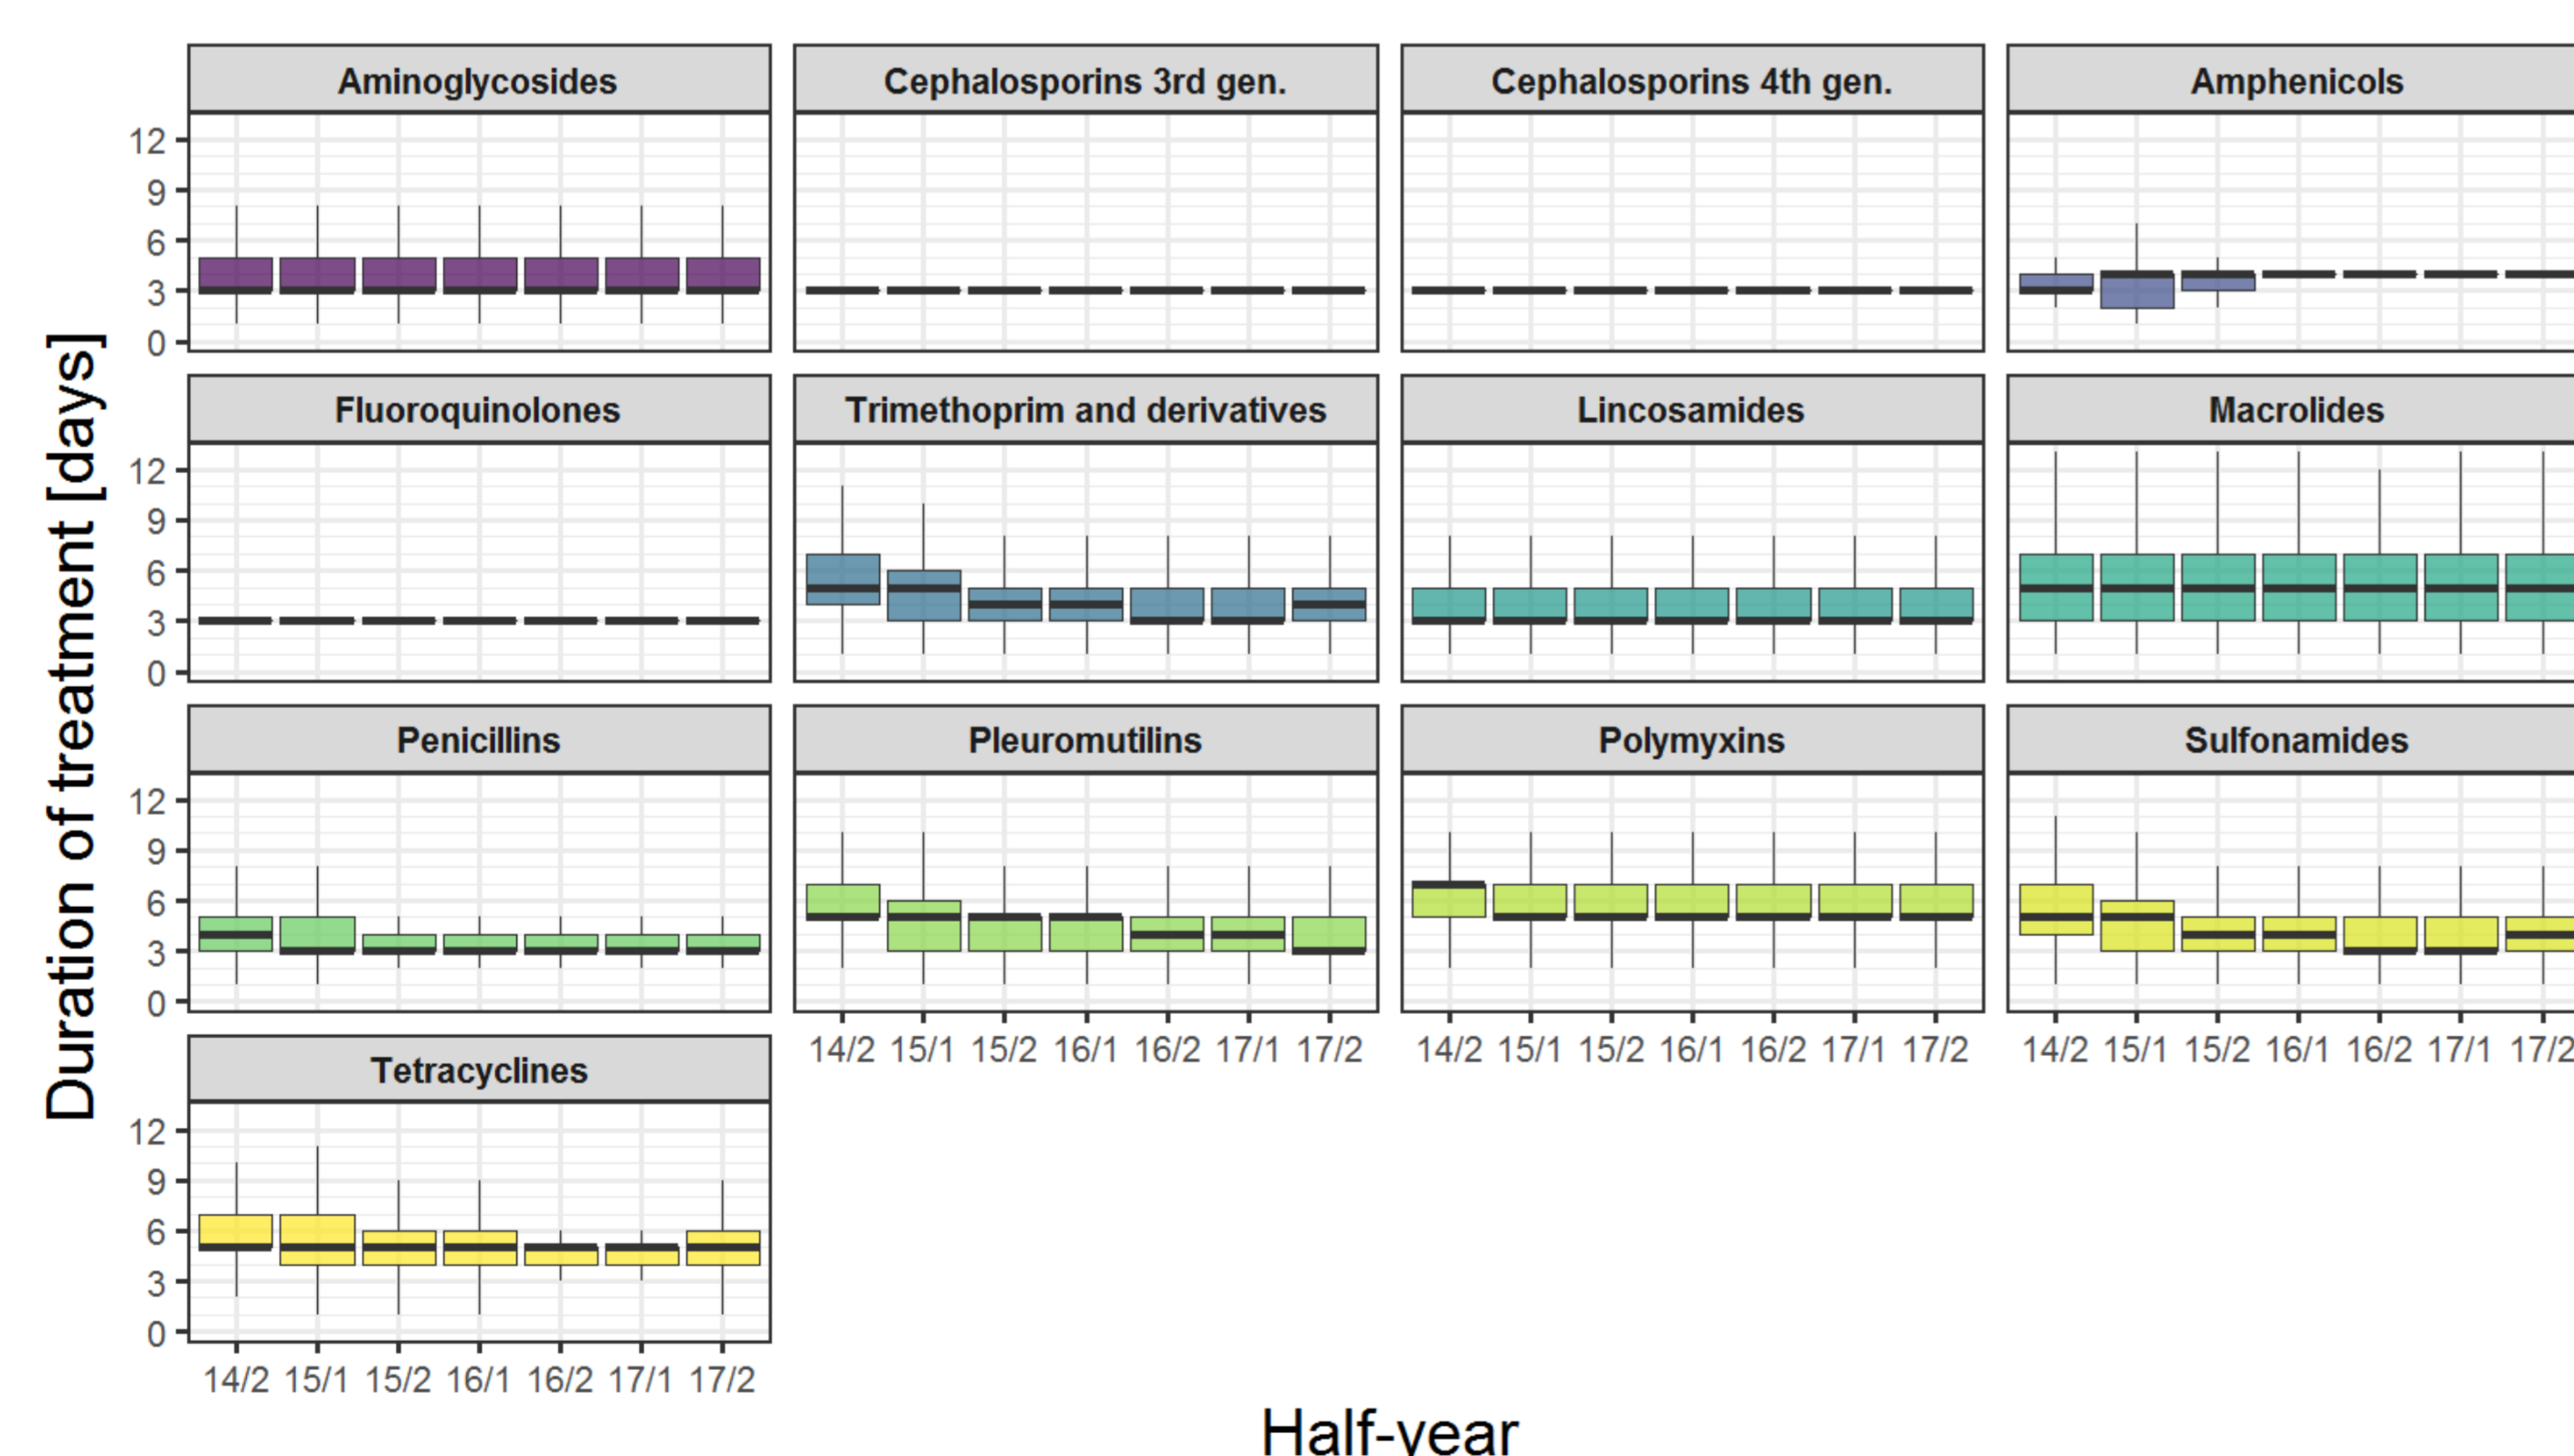 Aminoglycosides
Cephalosporins 3rd gen.
Cephalosporins 4th gen.
Amphenicols
12
9
6
3
0
Fluoroquinolones
Trimethoprim and derivatives
Lincosamides
Macrolides
12
9
6
3
0
Penicillins
Pleuromutilins
Polymyxins
Sulfonamides
12
9
6
3
0
14/2 15/1 15/2 16/1 16/2 17/1 17/2
14/2 15/1 15/2 16/1 16/2 17/1 17/2
14/2 15/1 15/2 16/1 16/2 17/1 17/2
Tetracyclines
12
9
6
3
0
14/2 15/1 15/2 16/1 16/2 17/1 17/2
Duration of treatment [days]
Half-year